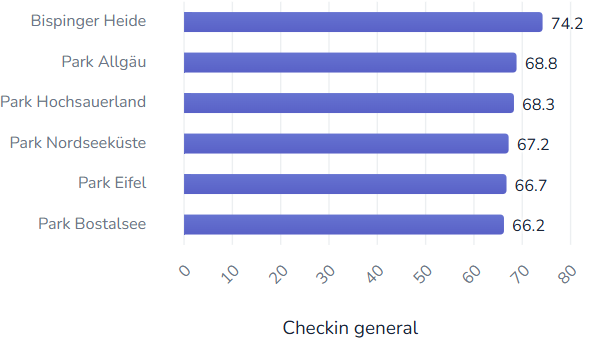 Bispinger Heide 74.2
Park Allgäu 68.8
Park Hochsauerland 68.3
Park Nordseeküste 67.2
Park Eifel 66.7
Park Bostalsee 66.2
0 10 20 30 40 50 60 70 80
Checkin general